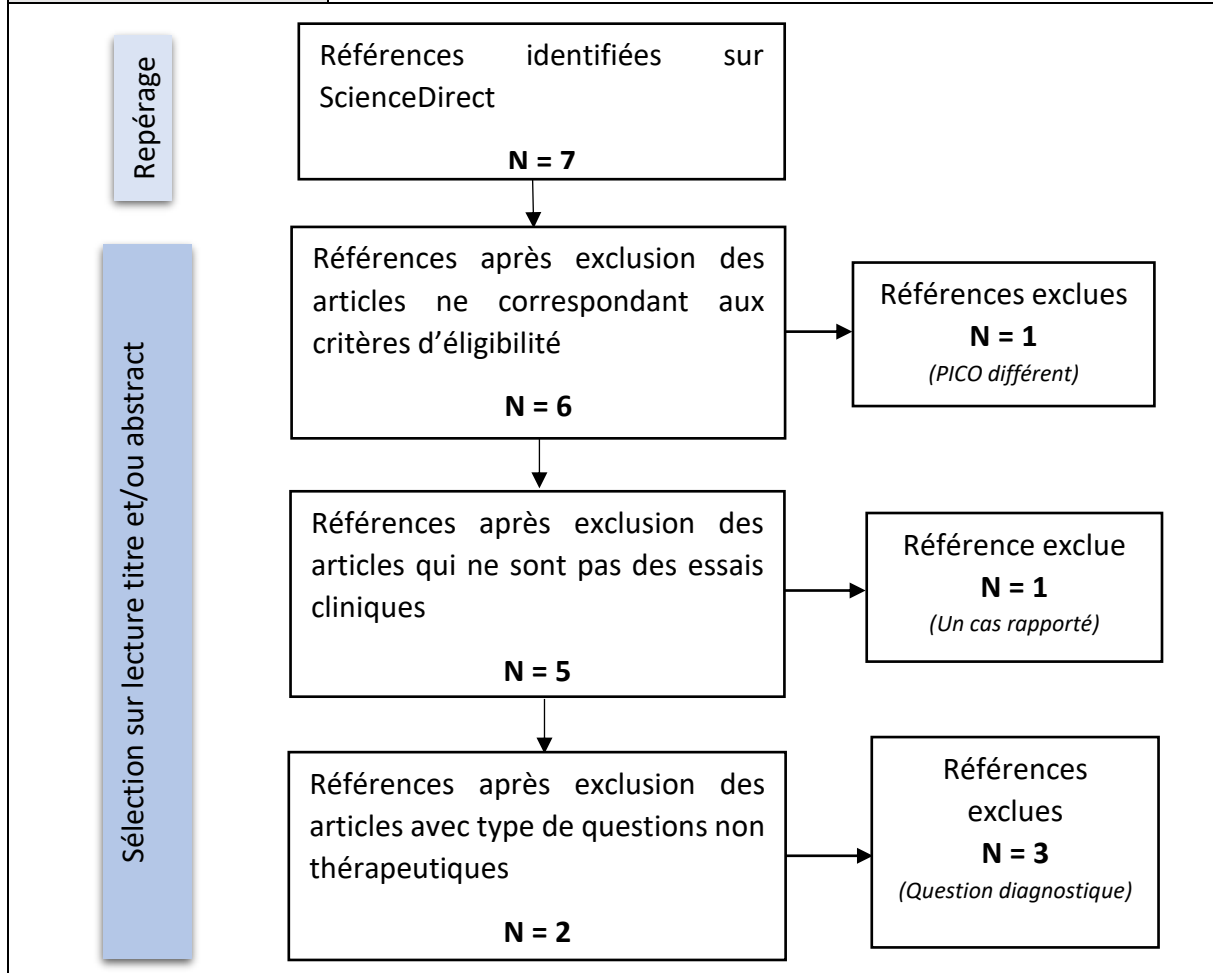 Repérage
Références identifiées sur
ScienceDirect
N = 7
Sélection sur lecture titre et/ou abstract
Références après exclusion des
articles ne correspondant aux
critères d’éligibilité
N = 6
Références exclues
N = 1
(PICO différent)
Références après exclusion des
articles qui ne sont pas des essais
cliniques
N = 5
Référence exclue
N = 1
(Un cas rapporté)
Références après exclusion des
articles avec type de questions non
thérapeutiques
N = 2
Références
exclues
N = 3
(Question diagnostique)